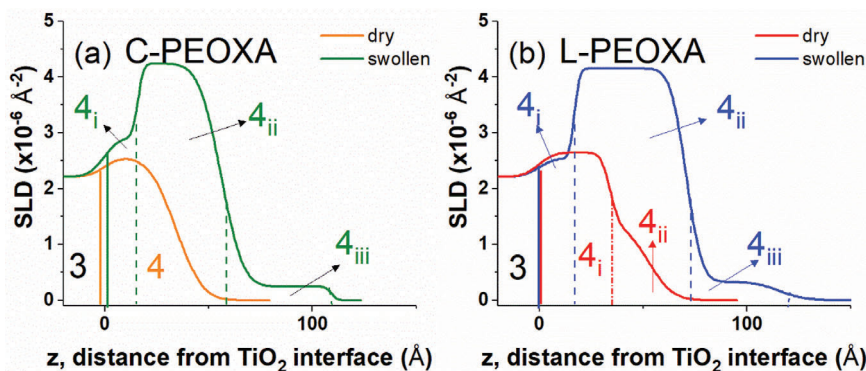 (a) C-PEOXA
dry
swollen
5
4
3
2
1
0
SLD (x10⁻⁶ Å⁻²)
4i
4ii
4iii
3
4
0
100
z, distance from TiO₂ interface (Å)
(b) L-PEOXA
dry
swollen
5
4
3
2
1
0
SLD (x10⁻⁶ Å⁻²)
4i
4ii
4ii
4i
4iii
3
0
100
z, distance from TiO₂ interface (Å)